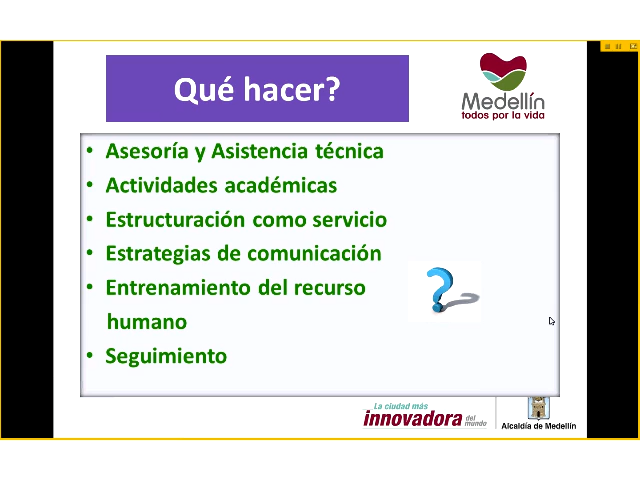 Qué hacer?
Medellín
todos por la vida
• Asesoría y Asistencia técnica
• Actividades académicas
• Estructuración como servicio
• Estrategias de comunicación
• Entrenamiento del recurso
humano
• Seguimiento
La ciudad más
innovadora del
mundo
Alcaldía de Medellín